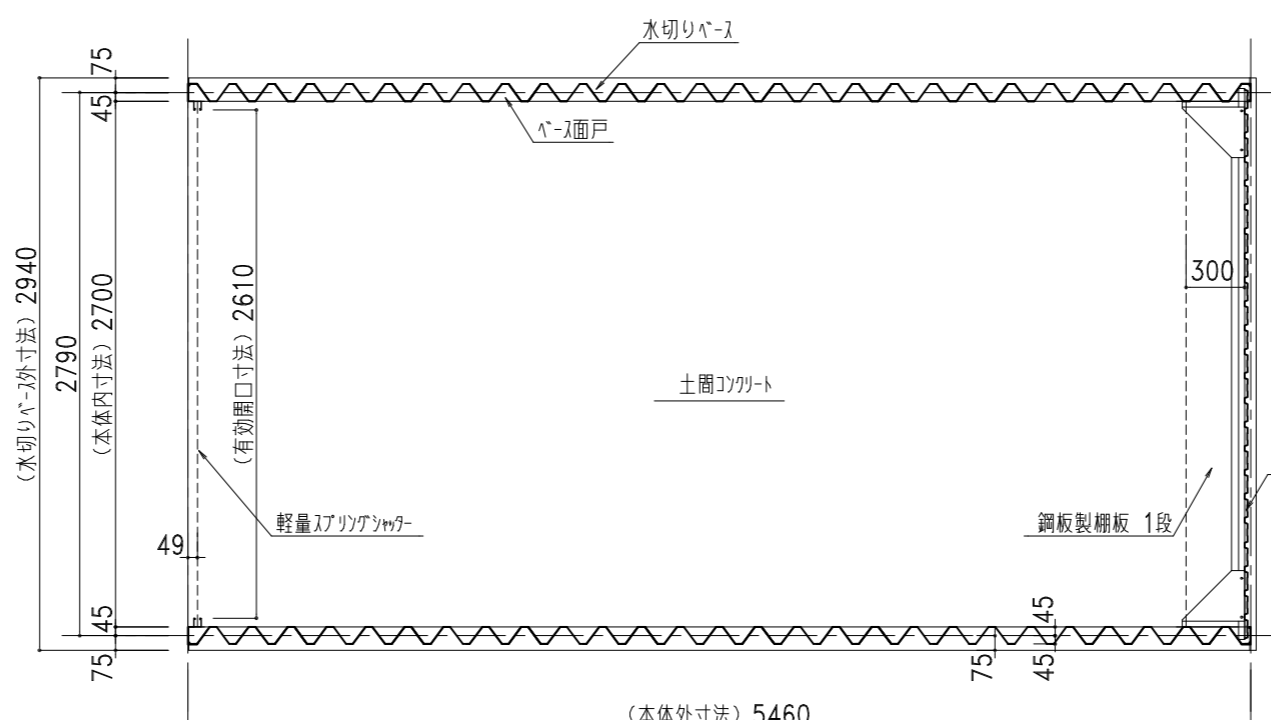 水切りﾍﾞｰｽ
ﾍﾞｰｽ面戸
75
45
(水切りﾍﾞｰｽ外寸法) 2940
2790
(本体内寸法) 2700
(有効開口寸法) 2610
300
土間ｺﾝｸﾘｰﾄ
軽量ｽﾌﾟﾘﾝｸﾞｼｬｯﾀｰ
鋼板製棚板 1段
49
45
75
45
75
45
(本体外寸法) 5460